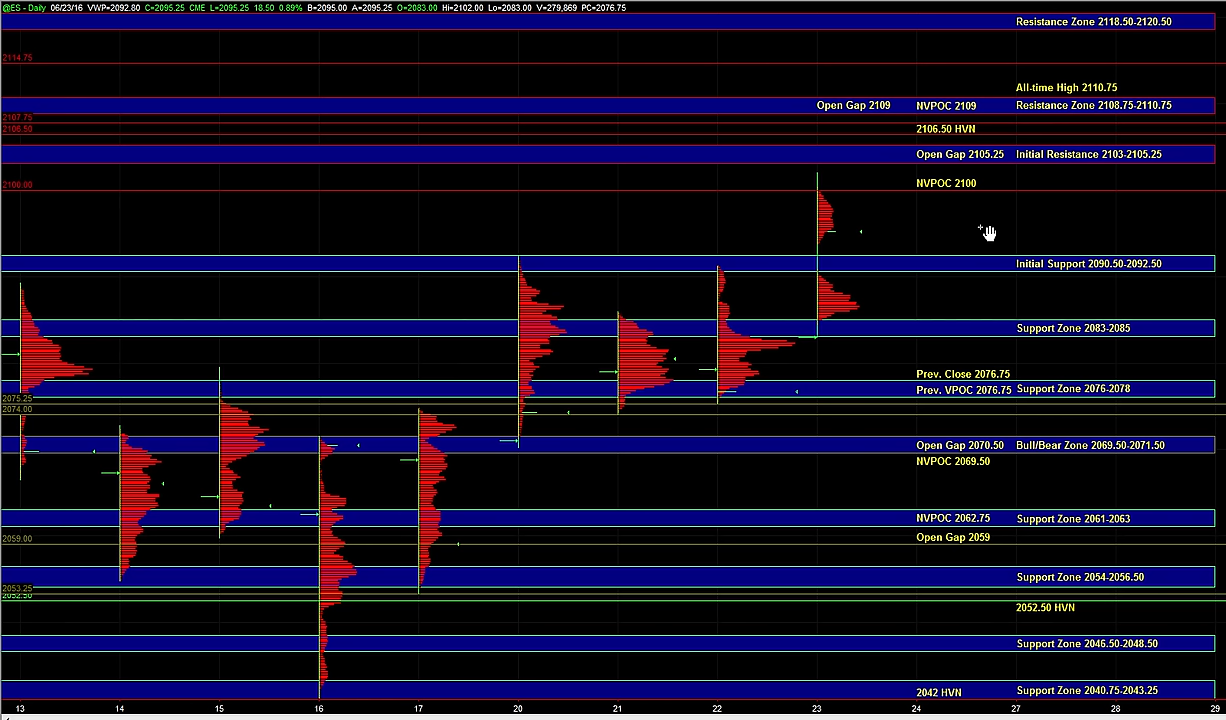 @ES - Daily 06/23/16 VWP=2092.80 C=2095.25 CME L=2095.25 18.50 0.89% B=2095.00 A=2095.25 O=2083.00 Hi=2102.00 Lo=2083.00 V=279,869 PC=2076.75
Resistance Zone 2118.50-2120.50
2114.75
All-time High 2110.75
Open Gap 2109 NVPOC 2109 Resistance Zone 2108.75-2110.75
2107.75
2106.50 2106.50 HVN
Open Gap 2105.25 Initial Resistance 2103-2105.25
2100.00 NVPOC 2100
Initial Support 2090.50-2092.50
Support Zone 2083-2085
Prev. Close 2076.75
Prev. VPOC 2076.75 Support Zone 2076-2078
2075.25
2074.00
Open Gap 2070.50 Bull/Bear Zone 2069.50-2071.50
NVPOC 2069.50
NVPOC 2062.75 Support Zone 2061-2063
2059.00 Open Gap 2059
Support Zone 2054-2056.50
2053.25
2052.50
2052.50 HVN
Support Zone 2046.50-2048.50
2042 HVN Support Zone 2040.75-2043.25
13 14 15 16 17 20 21 22 23 24 27 28 29